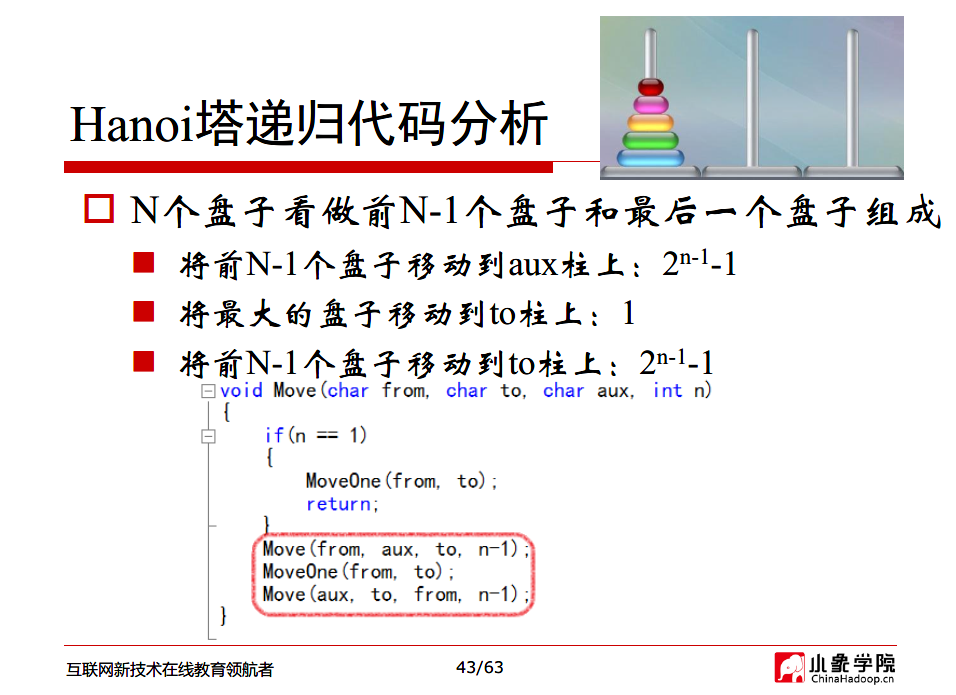 Hanoi塔递归代码分析
N个盘子看做前N-1个盘子和最后一个盘子组成
将前N-1个盘子移动到aux柱上：2ⁿ⁻¹-1
将最大的盘子移动到to柱上：1
将前N-1个盘子移动到to柱上：2ⁿ⁻¹-1
void Move(char from, char to, char aux, int n)
{
if(n == 1)
{
MoveOne(from, to);
return;
}
Move(from, aux, to, n-1);
MoveOne(from, to);
Move(aux, to, from, n-1);
}
互联网新技术在线教育领航者
43/63
小象学院
ChinaHadoop.cn